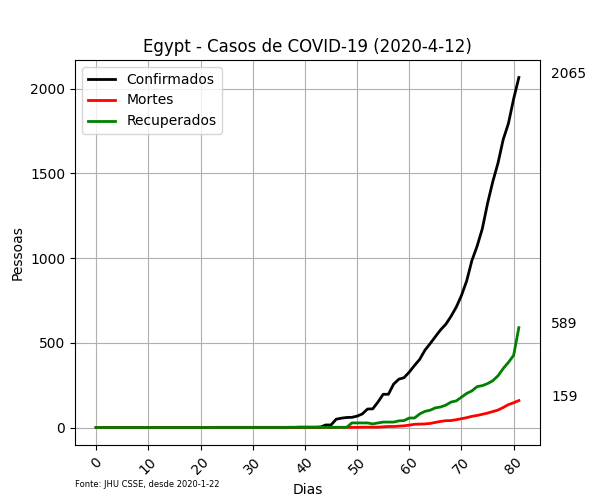 Egypt - Casos de COVID-19 (2020-4-12)
Confirmados
Mortes
Recuperados
2065
589
159
Pessoas
2000
1500
1000
500
0
0 10 20 30 40 50 60 70 80
Dias
Fonte: JHU CSSE, desde 2020-1-22